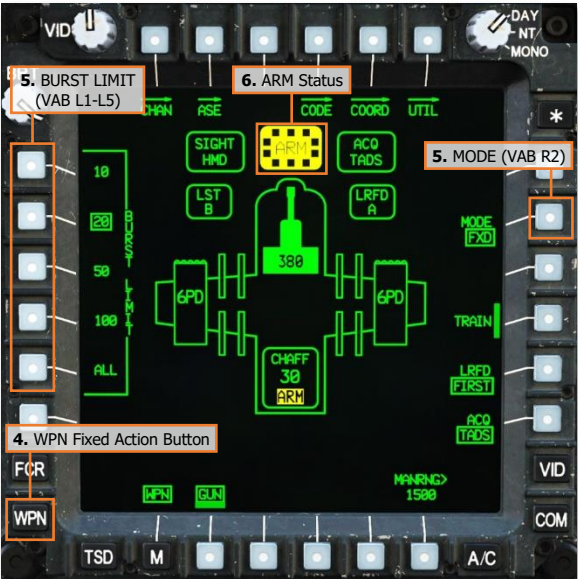 VID
DAY
NT
MONO
BRT
5. BURST LIMIT
(VAB L1-L5)
6. ARM Status
CHAN
ASE
CODE
COORD
UTIL
*
SIGHT
HMD
ARM
ACQ
TADS
5. MODE (VAB R2)
10
LST
B
LRFD
A
20
BURST LIMIT
MODE
FXD
50
380
6PD
6PD
100
TRAIN
CHAFF
30
ARM
ALL
LRFD
FIRST
ACQ
TADS
4. WPN Fixed Action Button
FCR
VID
MANRNG>
1500
WPN
GUN
WPN
COM
TSD
M
A/C